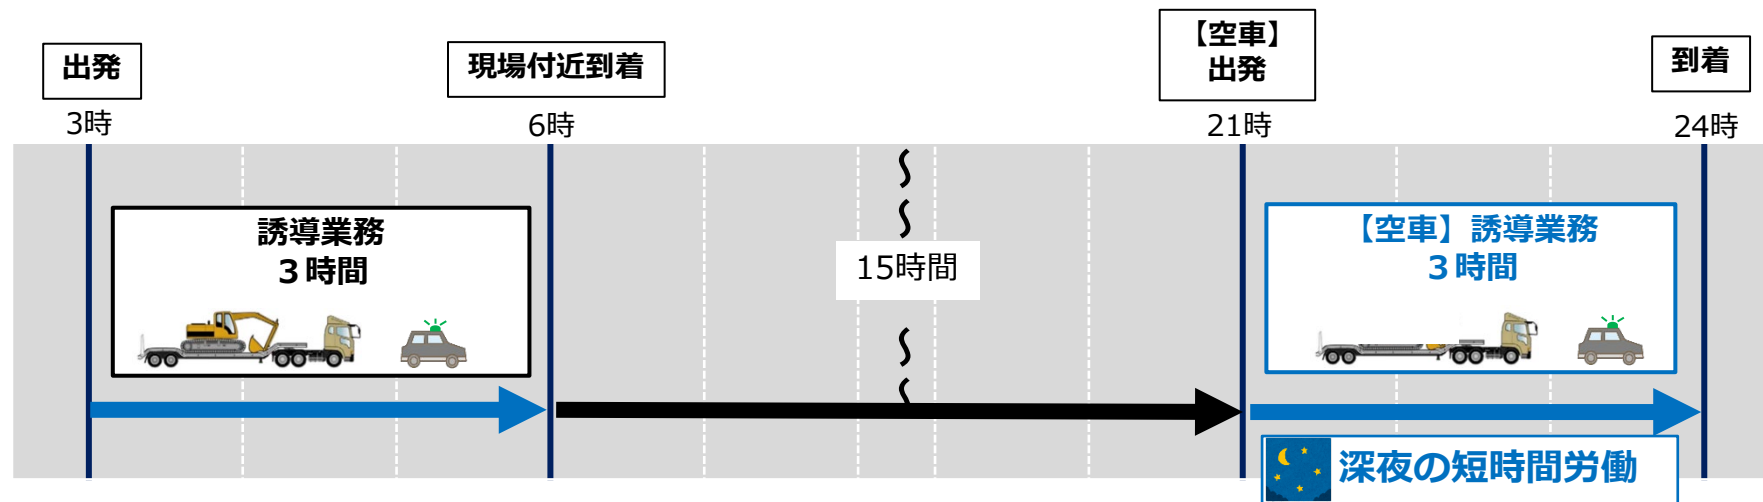 出発
現場付近到着
【空車】
出発
到着
3時
6時
21時
24時
誘導業務
３時間
15時間
【空車】誘導業務
３時間
深夜の短時間労働